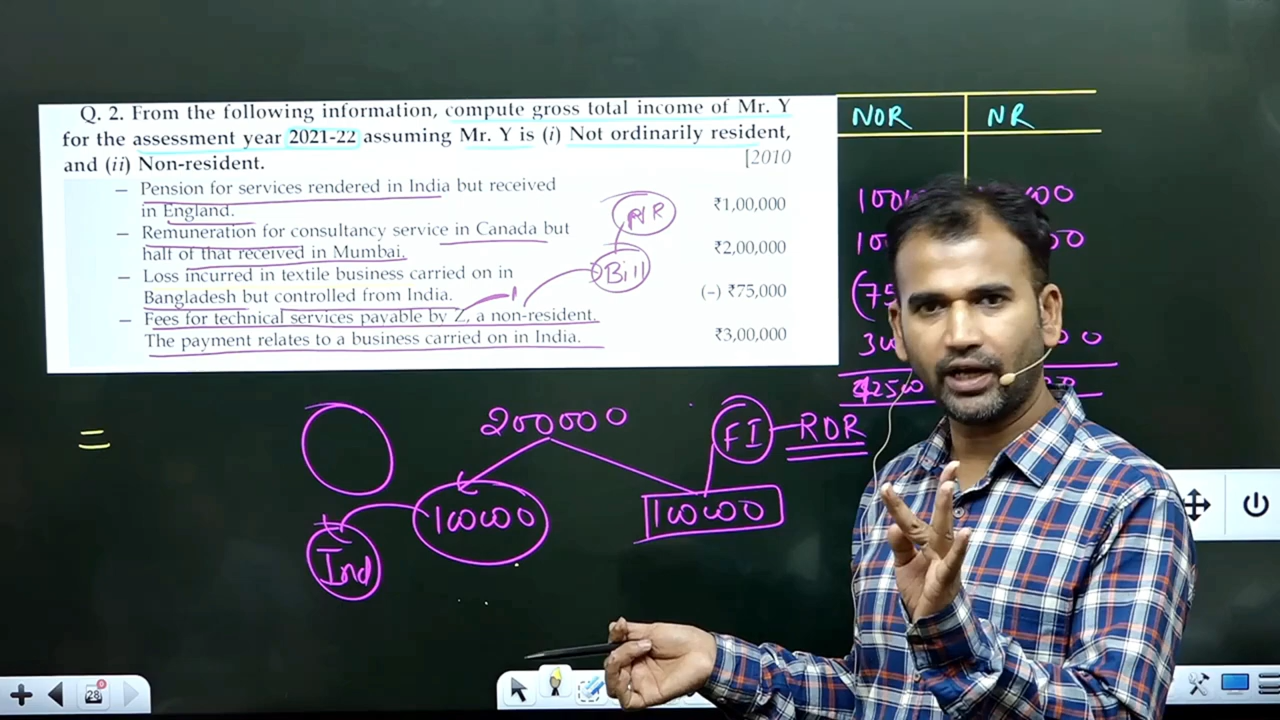 Q. 2. From the following information, compute gross total income of Mr. Y
for the assessment year 2021-22 assuming Mr. Y is (i) Not ordinarily resident,
and (ii) Non-resident. [2010
– Pension for services rendered in India but received
in England. ₹1,00,000
– Remuneration for consultancy service in Canada but
half of that received in Mumbai. ₹2,00,000
– Loss incurred in textile business carried on in
Bangladesh but controlled from India. (–) ₹75,000
– Fees for technical services payable by Z, a non-resident.
The payment relates to a business carried on in India. ₹3,00,000
NR
Bill
NOR NR
=
200000
100000
100000
Ind
FI — ROR
28